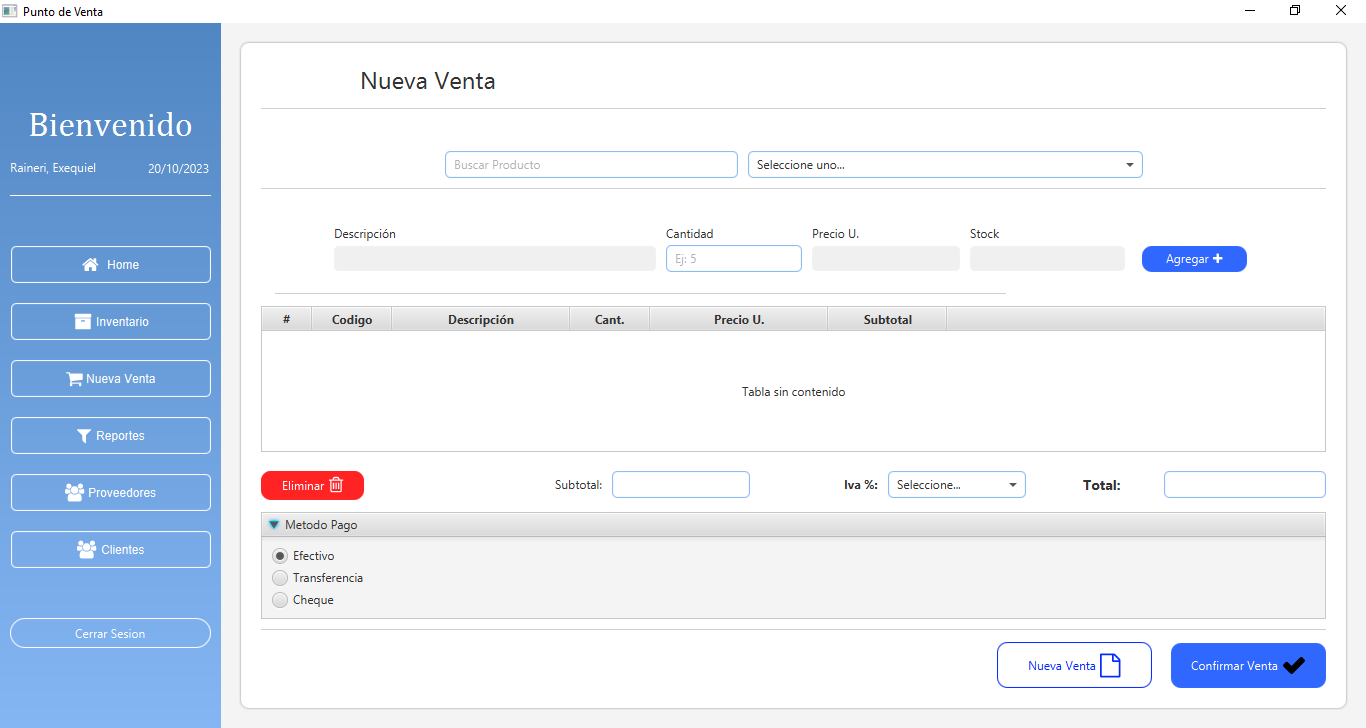 Punto de Venta
Bienvenido
Raineri, Exequiel 20/10/2023
Home
Inventario
Nueva Venta
Reportes
Proveedores
Clientes
Cerrar Sesion
Nueva Venta
Buscar Producto Seleccione uno...
Descripción Cantidad Precio U. Stock
Ej: 5 Agregar
# Codigo Descripción Cant. Precio U. Subtotal
Tabla sin contenido
Eliminar Subtotal: Iva %: Seleccione... Total:
Metodo Pago
Efectivo
Transferencia
Cheque
Nueva Venta Confirmar Venta